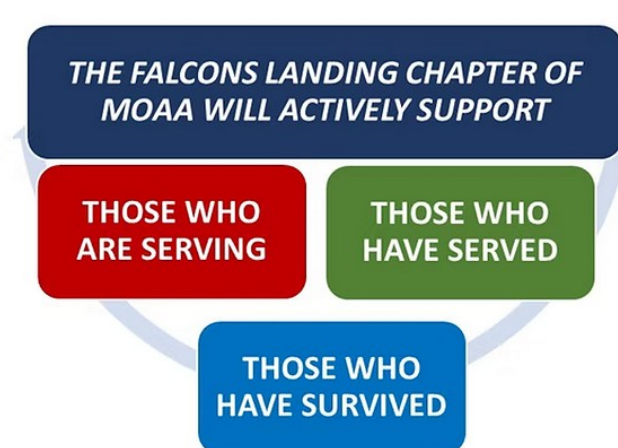 THE FALCONS LANDING CHAPTER OF
MOAA WILL ACTIVELY SUPPORT
THOSE WHO
ARE SERVING
THOSE WHO
HAVE SERVED
THOSE WHO
HAVE SURVIVED